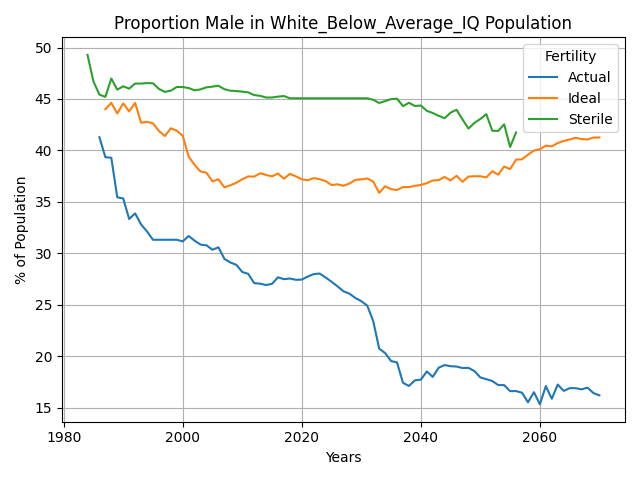 Proportion Male in White_Below_Average_IQ Population
% of Population
50
45
40
35
30
25
20
15
1980
2000
2020
2040
2060
Years
Fertility
Actual
Ideal
Sterile